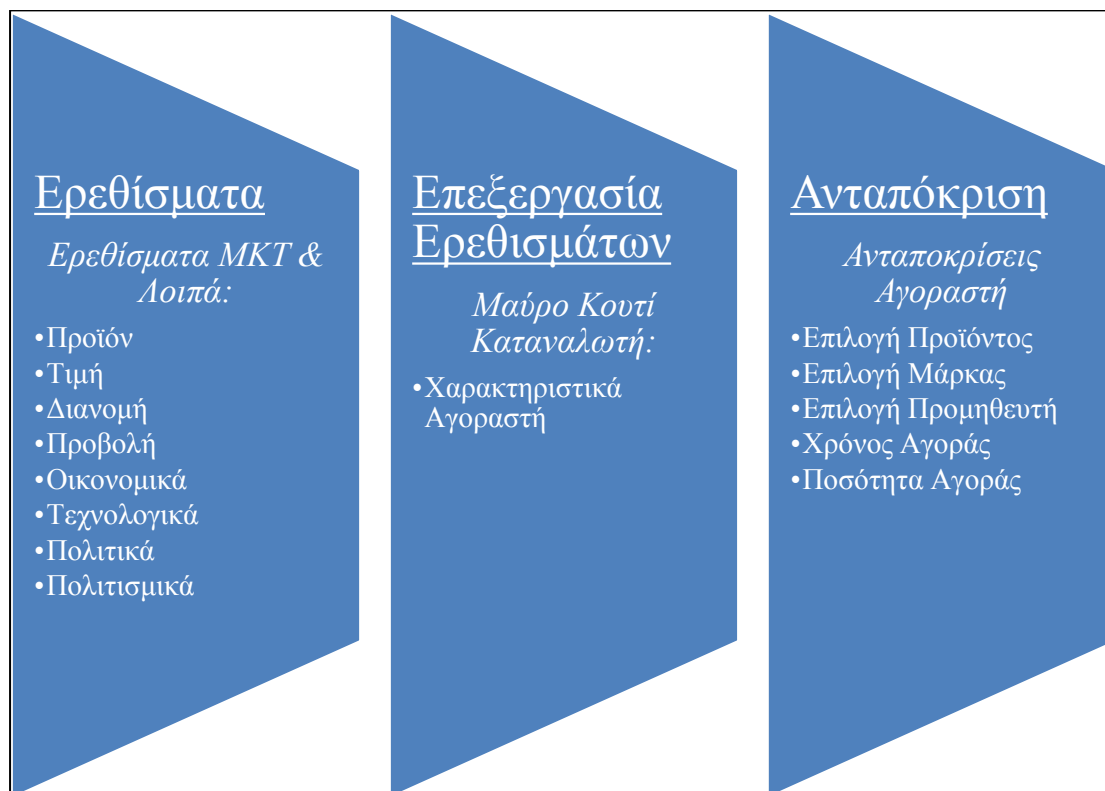 Ερεθίσματα
Ερεθίσματα ΜΚΤ &
Λοιπά:
•Προϊόν
•Τιμή
•Διανομή
•Προβολή
•Οικονομικά
•Τεχνολογικά
•Πολιτικά
•Πολιτισμικά
Επεξεργασία
Ερεθισμάτων
Μαύρο Κουτί
Καταναλωτή:
•Χαρακτηριστικά
Αγοραστή
Ανταπόκριση
Ανταποκρίσεις
Αγοραστή
•Επιλογή Προϊόντος
•Επιλογή Μάρκας
•Επιλογή Προμηθευτή
•Χρόνος Αγοράς
•Ποσότητα Αγοράς